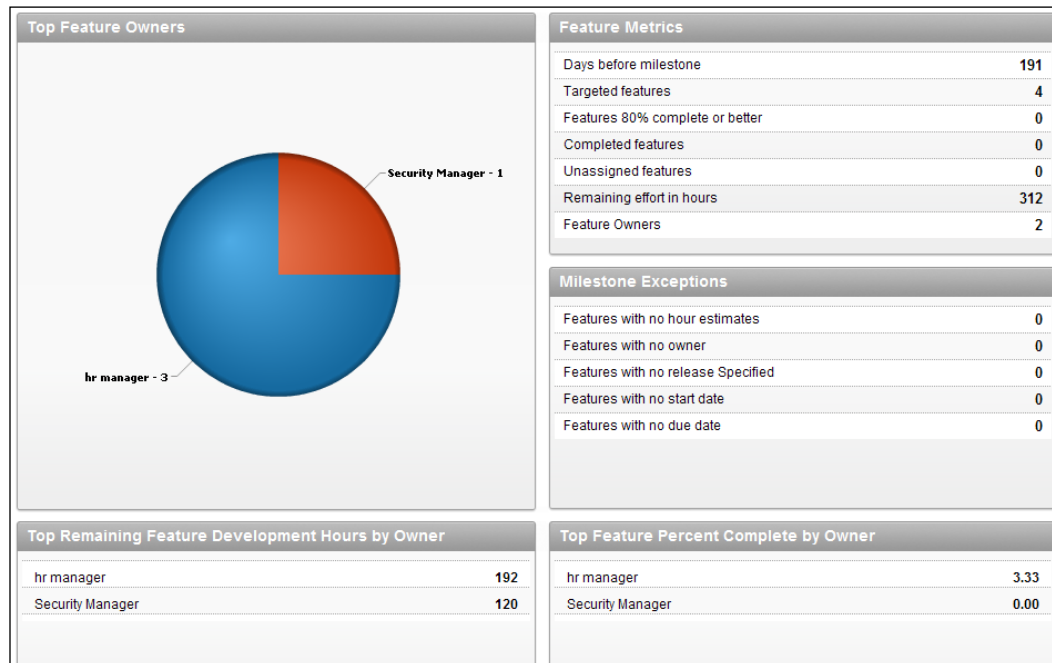 Top Feature Owners
Security Manager - 1
hr manager - 3
Feature Metrics
Days before milestone 191
Targeted features 4
Features 80% complete or better 0
Completed features 0
Unassigned features 0
Remaining effort in hours 312
Feature Owners 2
Milestone Exceptions
Features with no hour estimates 0
Features with no owner 0
Features with no release Specified 0
Features with no start date 0
Features with no due date 0
Top Remaining Feature Development Hours by Owner
hr manager 192
Security Manager 120
Top Feature Percent Complete by Owner
hr manager 3.33
Security Manager 0.00